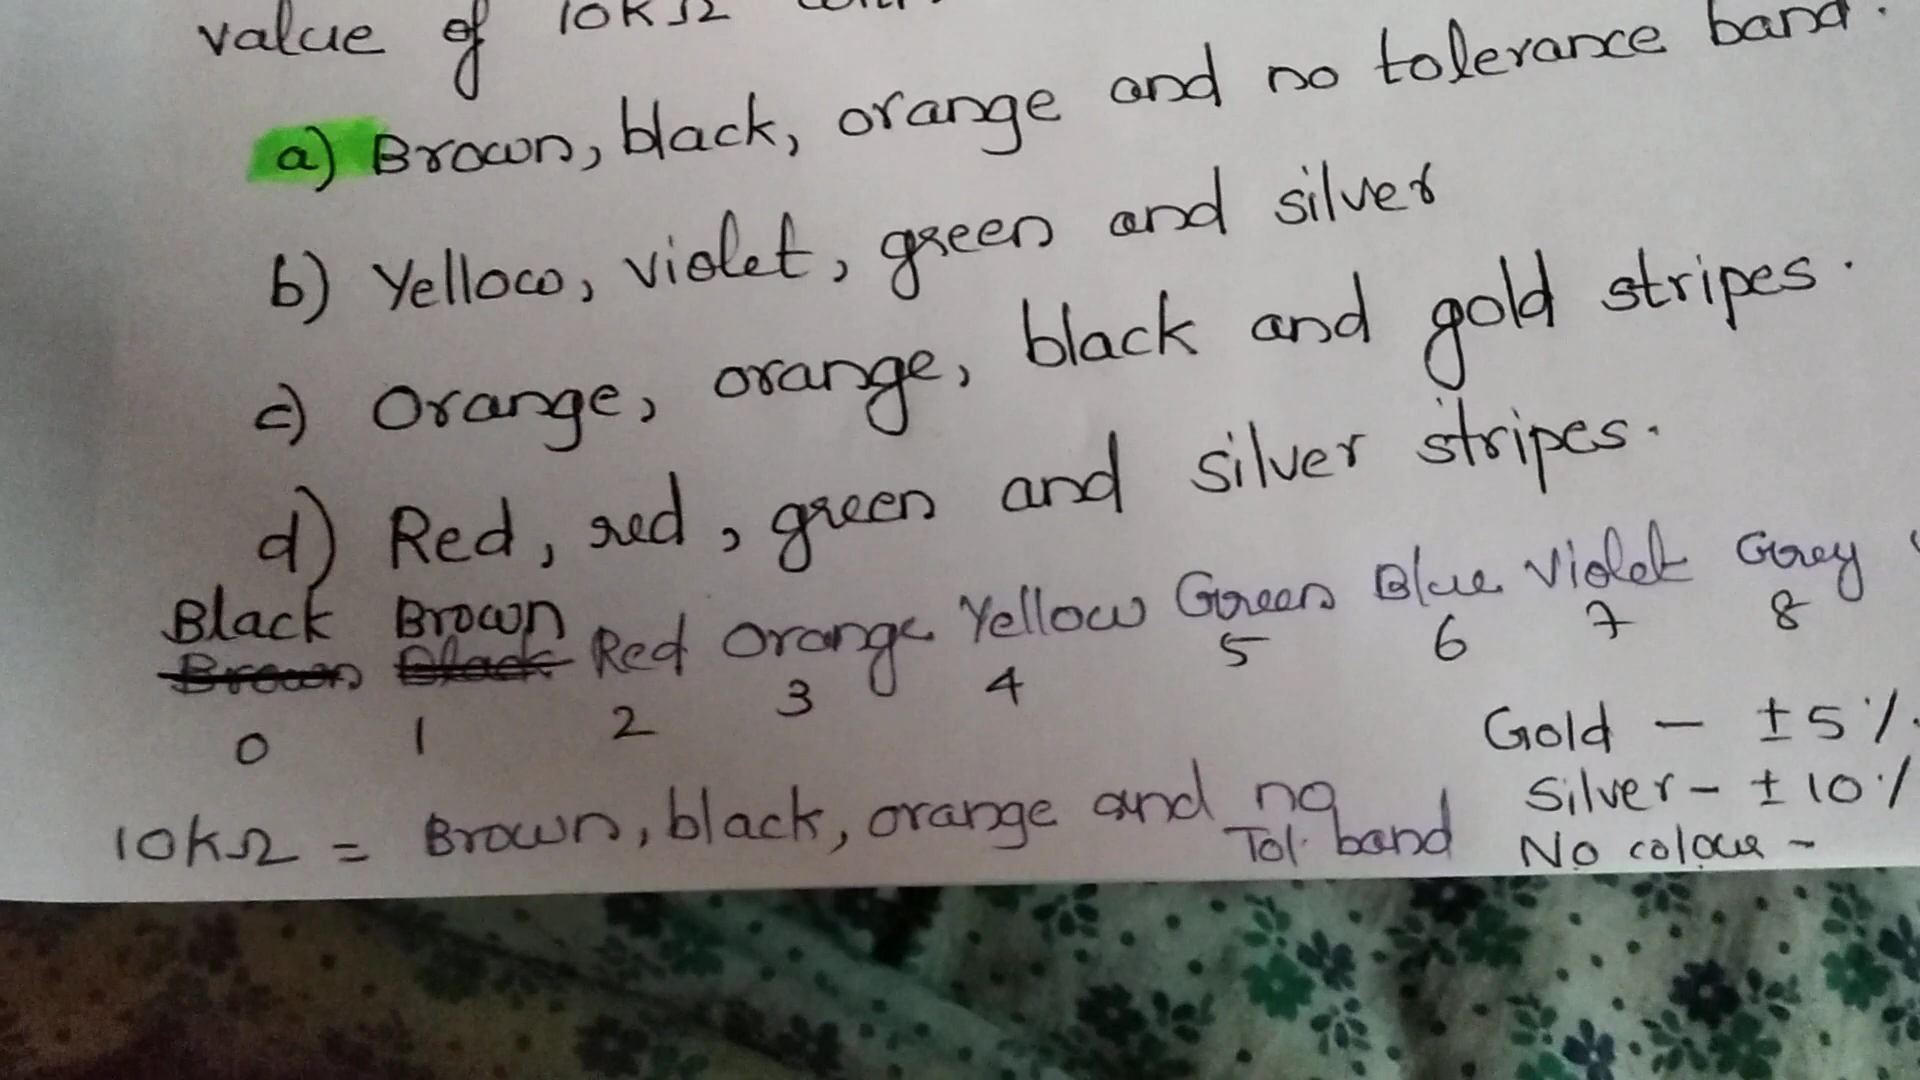 value of 10KΩ
a) Brown, black, orange and no tolerance band.
b) Yellow, violet, green and silver
c) Orange, orange, black and gold stripes.
d) Red, red, green and silver stripes.
Black Brown Red Orange Yellow Green Blue Violet Grey
Brown Black
0 1 2 3 4 5 6 7 8
Gold - ±5%
Silver - ±10%
10KΩ = Brown, black, orange and no Tol. band
No colour -